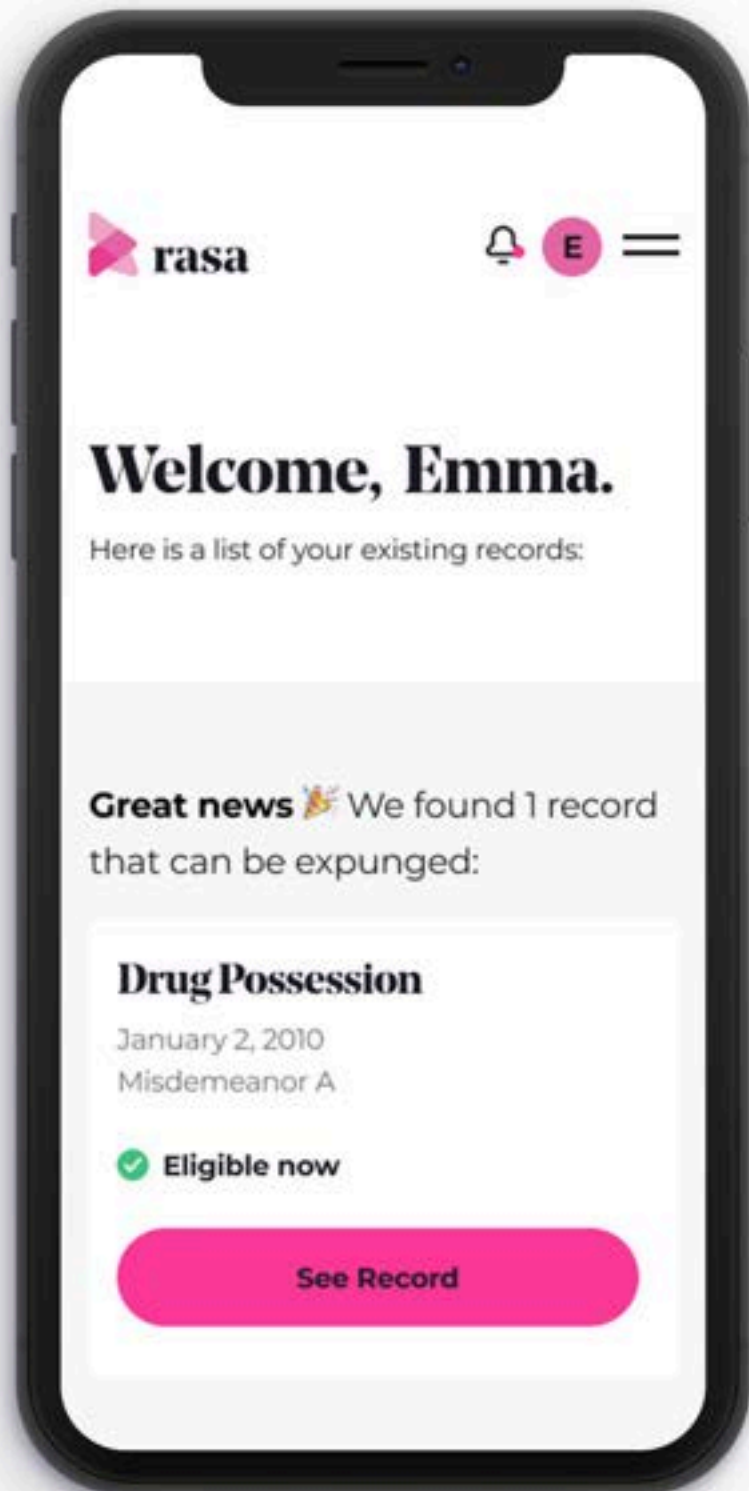 rasa
E
Welcome, Emma.
Here is a list of your existing records:
Great news 🎉 We found 1 record
that can be expunged:
Drug Possession
January 2, 2010
Misdemeanor A
Eligible now
See Record